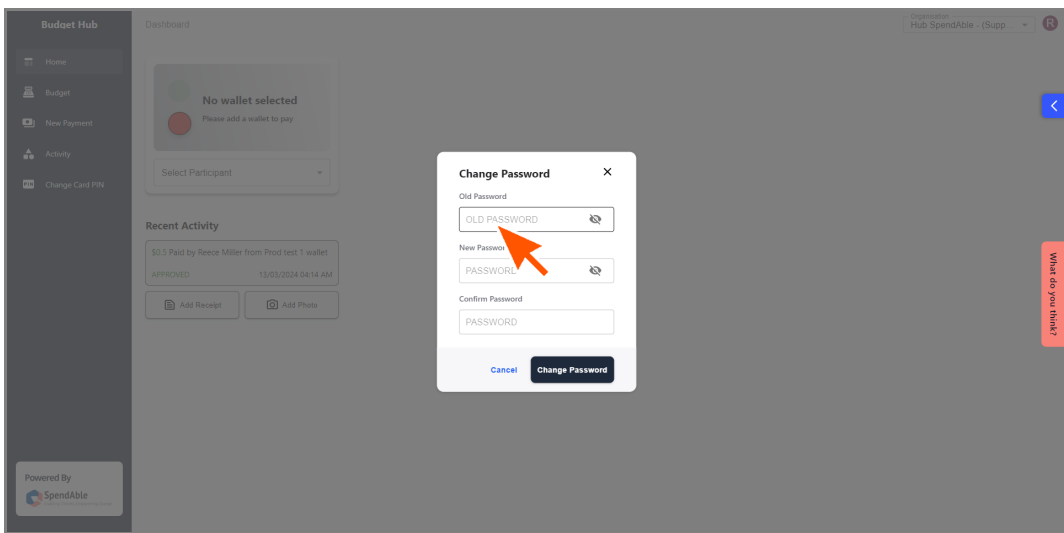 Budget Hub
Dashboard
Organisation
Hub SpendAble - (Supp...
R
Home
Budget
New Payment
Activity
PIN
Change Card PIN
No wallet selected
Please add a wallet to pay
Select Participant
Recent Activity
$0.5 Paid by Reece Miller from Prod test 1 wallet
APPROVED
13/03/2024 04:14 AM
Add Receipt
Add Photo
Change Password
Old Password
OLD PASSWORD
New Passwor
PASSWORD
Confirm Password
PASSWORD
Cancel
Change Password
What do you think?
Powered By
SpendAble